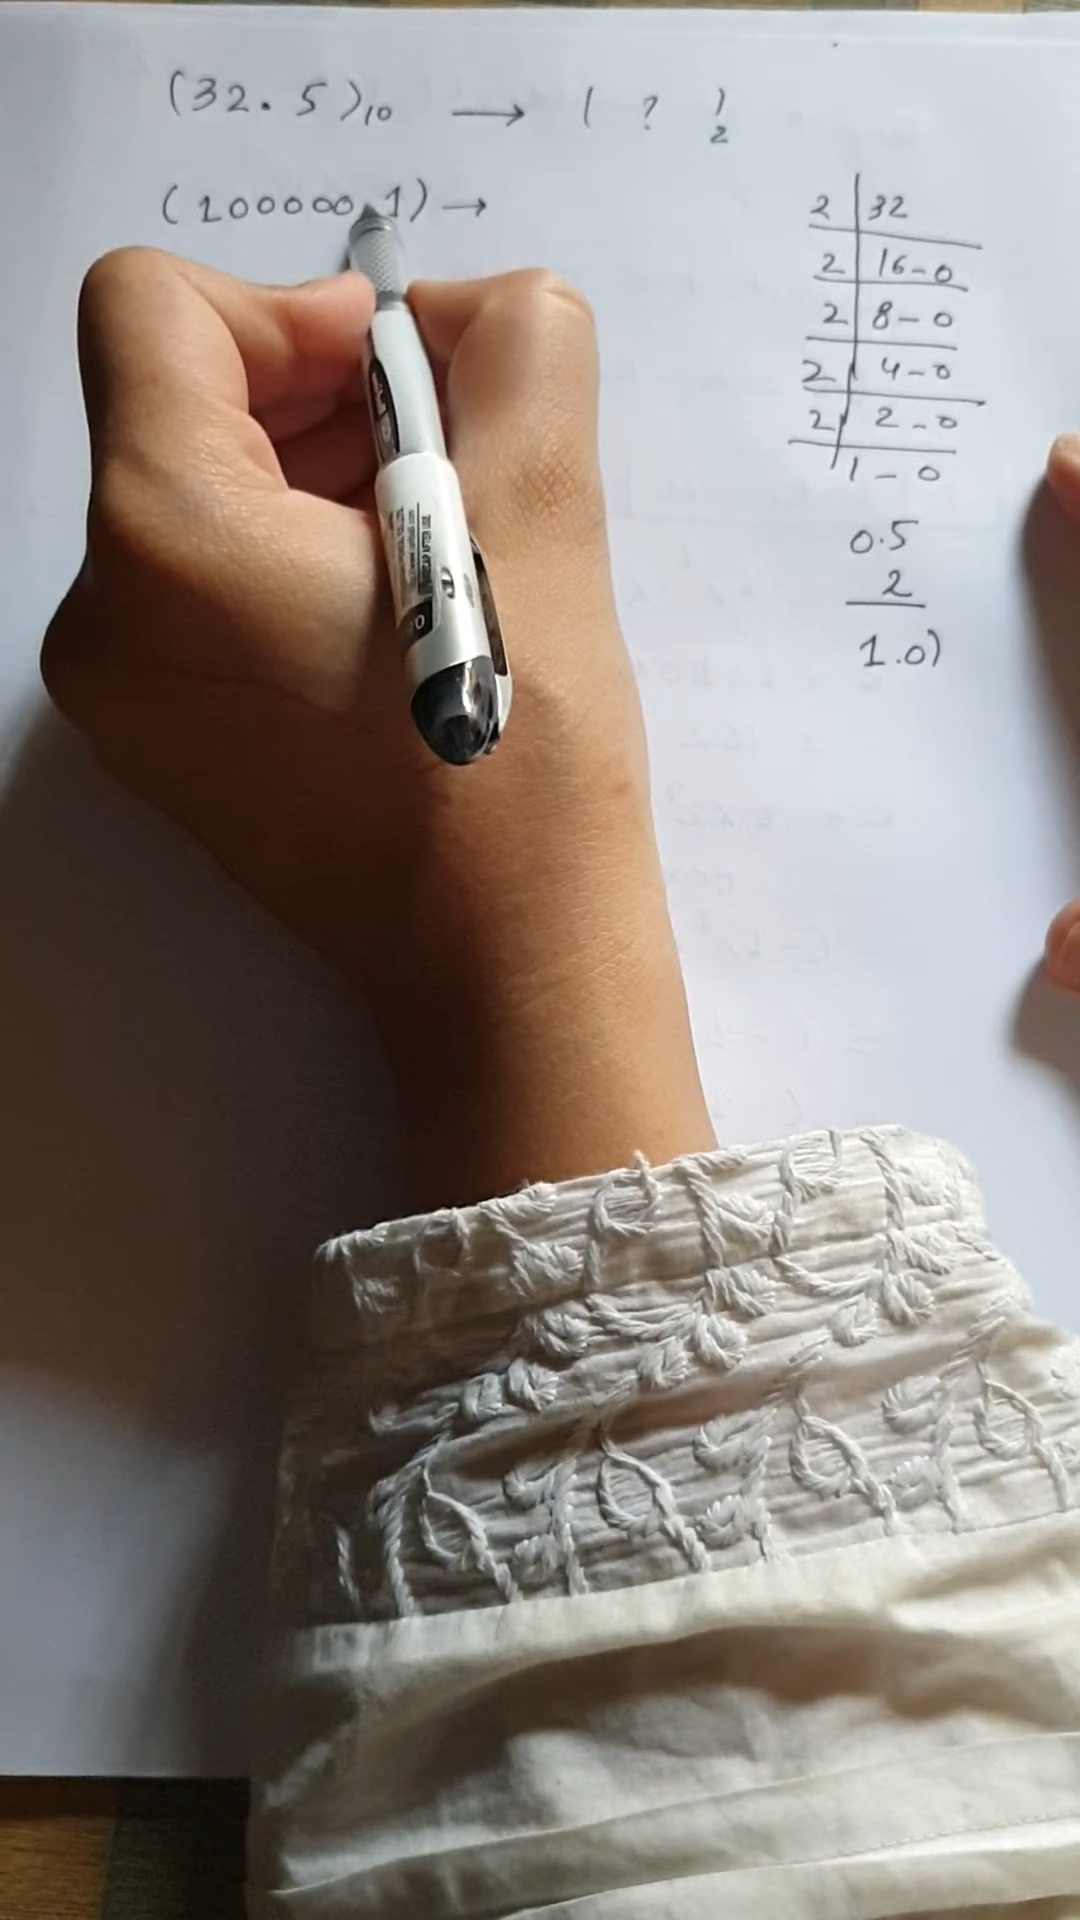 (32.5)₁₀ → ( ? )₂
(100000.1) →
2 | 32
2 | 16-0
2 | 8-0
2 | 4-0
2 | 2-0
1-0
0.5
2
1.0)